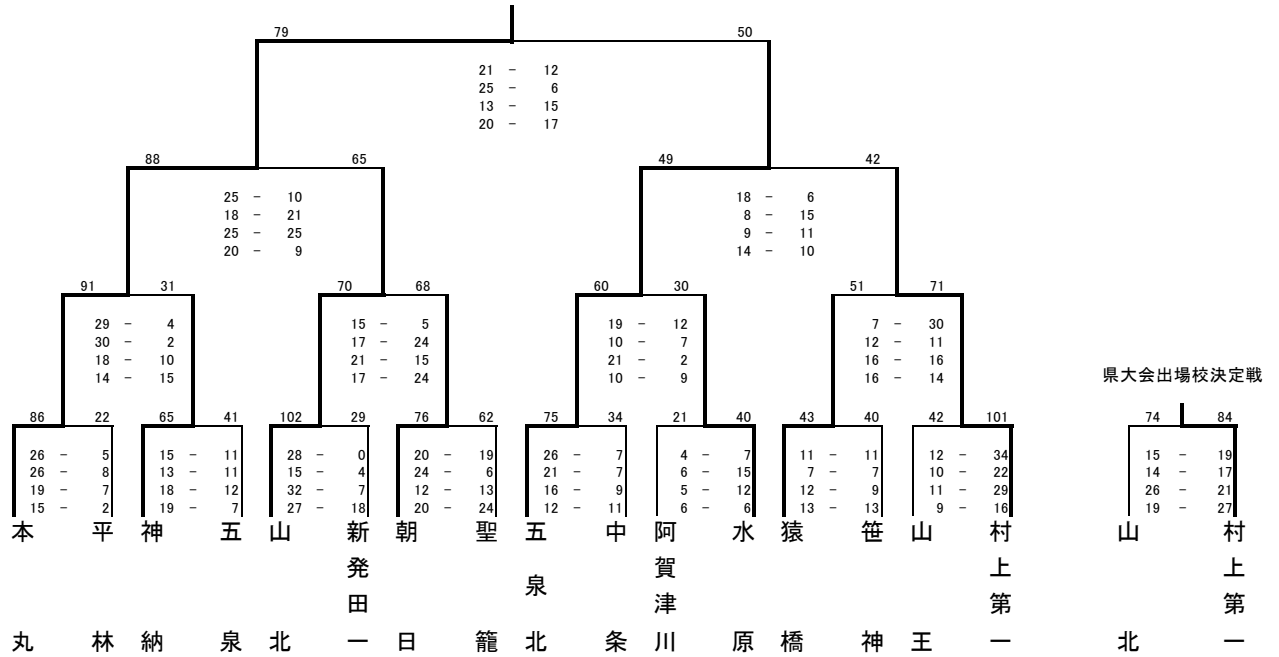 79 50
21 - 12
25 - 6
13 - 15
20 - 17
88 65 49 42
25 - 10 18 - 6
18 - 21 8 - 15
25 - 25 9 - 11
20 - 9 14 - 10
91 31 70 68 60 30 51 71
29 - 4 15 - 5 19 - 12 7 - 30
30 - 2 17 - 24 10 - 7 12 - 11
18 - 10 21 - 15 21 - 2 16 - 16
14 - 15 17 - 24 10 - 9 16 - 14
県大会出場校決定戦
86 22 65 41 102 29 76 62 75 34 21 40 43 40 42 101 74 84
26 - 5 15 - 11 28 - 0 20 - 19 26 - 7 4 - 7 11 - 11 12 - 34 15 - 19
26 - 8 13 - 11 15 - 4 24 - 6 21 - 7 6 - 15 7 - 7 10 - 22 14 - 17
19 - 7 18 - 12 32 - 7 12 - 13 16 - 9 5 - 12 12 - 9 11 - 29 26 - 21
15 - 2 19 - 7 27 - 18 20 - 24 12 - 11 6 - 6 13 - 13 9 - 16 19 - 27
本丸
平林
神納
五泉
山北
新発田一
朝日
聖籠
五泉北
中条
阿賀津川
水原
猿橋
笹神
山王
村上第一
山北
村上第一